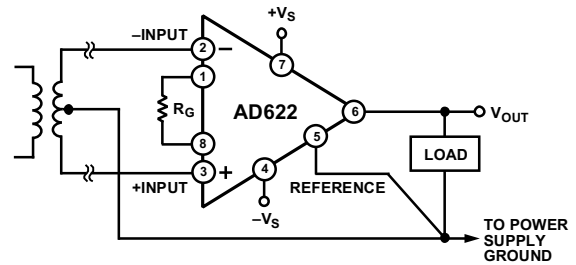 +VS
–INPUT
2 –
7
1
RG
AD622
6
VOUT
5
8
LOAD
3 +
4
REFERENCE
+INPUT
–VS
TO POWER
SUPPLY
GROUND